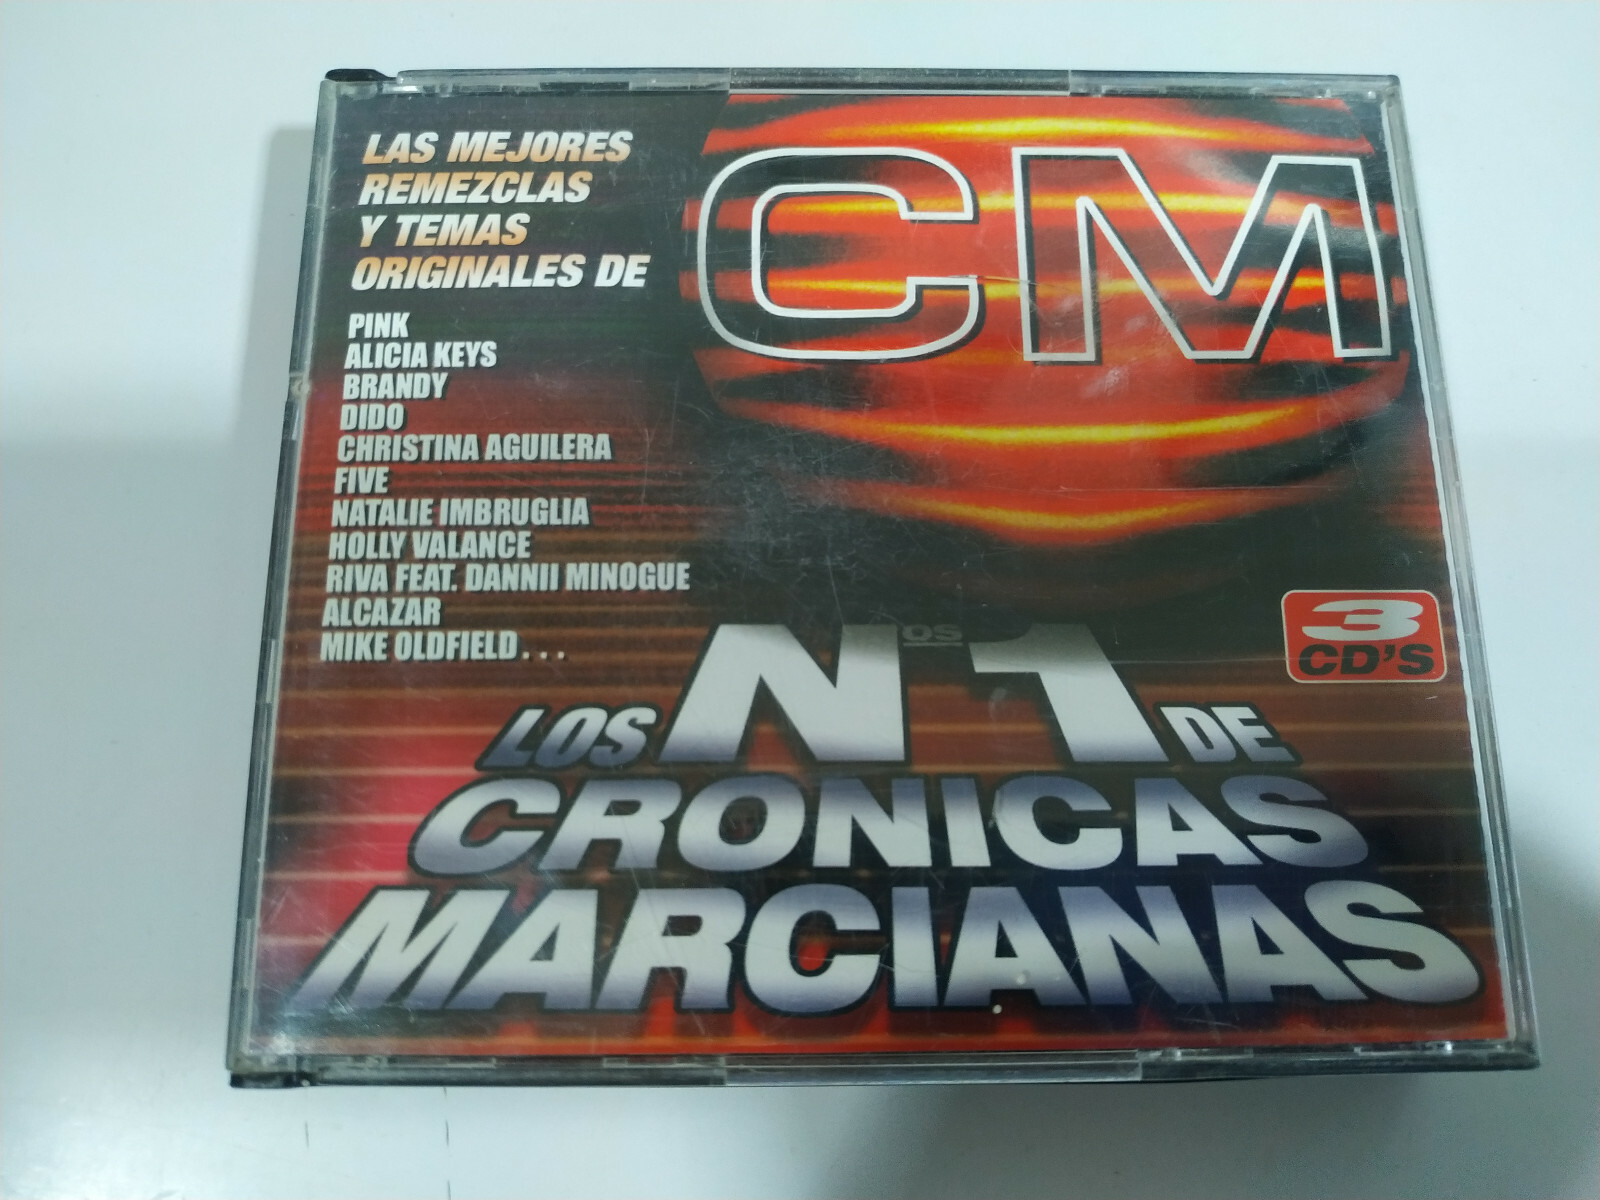 LAS MEJORES
REMEZCLAS
Y TEMAS
ORIGINALES DE
PINK
ALICIA KEYS
BRANDY
DIDO
CHRISTINA AGUILERA
FIVE
NATALIE IMBRUGLIA
HOLLY VALANCE
RIVA FEAT. DANNII MINOGUE
ALCAZAR
MIKE OLDFIELD...
CM
3
CD'S
LOS Nos 1 DE
CRONICAS
MARCIANAS